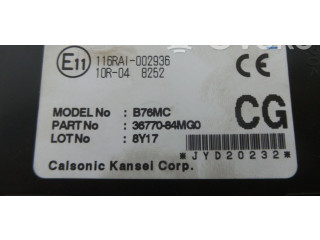 E11 116RAI-002936
10R-04 8252
CE
MODEL NO : B76MC
PART NO : 36770-84MG0
LOT NO : 8Y17
CG
*JYD20232*
Calsonic Kansei Corp.